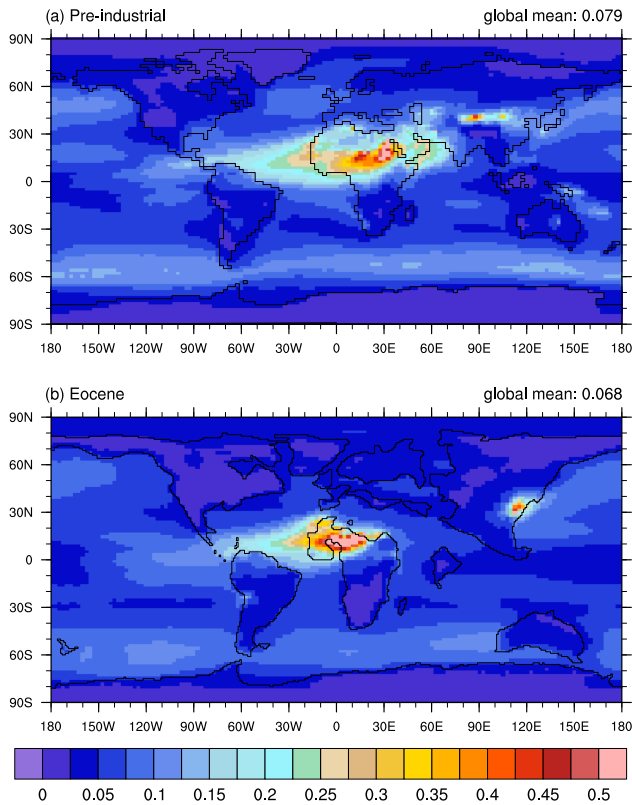 (a) Pre-industrial global mean: 0.079
90N
60N
30N
0
30S
60S
90S
180 150W 120W 90W 60W 30W 0 30E 60E 90E 120E 150E 180
(b) Eocene global mean: 0.068
90N
60N
30N
0
30S
60S
90S
180 150W 120W 90W 60W 30W 0 30E 60E 90E 120E 150E 180
0 0.05 0.1 0.15 0.2 0.25 0.3 0.35 0.4 0.45 0.5